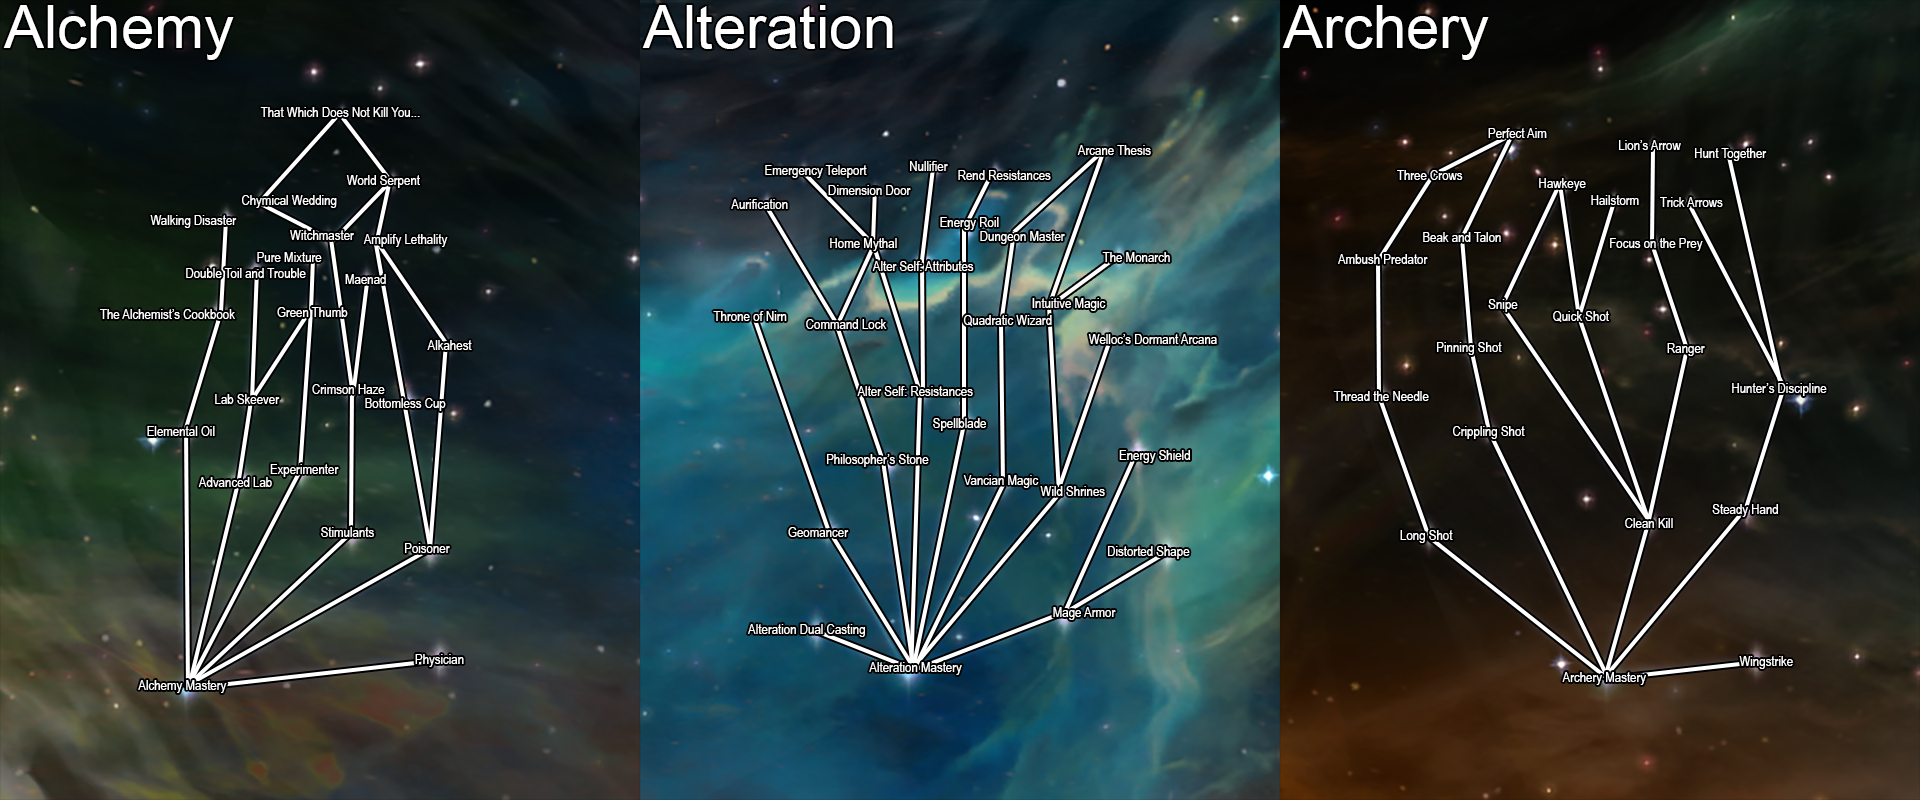 Alchemy
That Which Does Not Kill You...
World Serpent
Chymical Wedding
Walking Disaster
Witchmaster
Amplify Lethality
Pure Mixture
Double Toil and Trouble
Maenad
The Alchemist's Cookbook
Green Thumb
Alkahest
Crimson Haze
Lab Skeever
Bottomless Cup
Elemental Oil
Experimenter
Advanced Lab
Stimulants
Poisoner
Physician
Alchemy Mastery
Alteration
Arcane Thesis
Nullifier
Emergency Teleport
Rend Resistances
Dimension Door
Aurification
Energy Roil
Dungeon Master
Home Mythal
The Monarch
Alter Self: Attributes
Intuitive Magic
Throne of Nirn
Quadratic Wizard
Command Lock
Welloc's Dormant Arcana
Alter Self: Resistances
Spellblade
Energy Shield
Philosopher's Stone
Vancian Magic
Wild Shrines
Geomancer
Distorted Shape
Mage Armor
Alteration Dual Casting
Alteration Mastery
Archery
Perfect Aim
Lion's Arrow
Hunt Together
Three Crows
Hawkeye
Hailstorm
Trick Arrows
Beak and Talon
Focus on the Prey
Ambush Predator
Snipe
Quick Shot
Pinning Shot
Ranger
Hunter's Discipline
Thread the Needle
Crippling Shot
Steady Hand
Clean Kill
Long Shot
Wingstrike
Archery Mastery